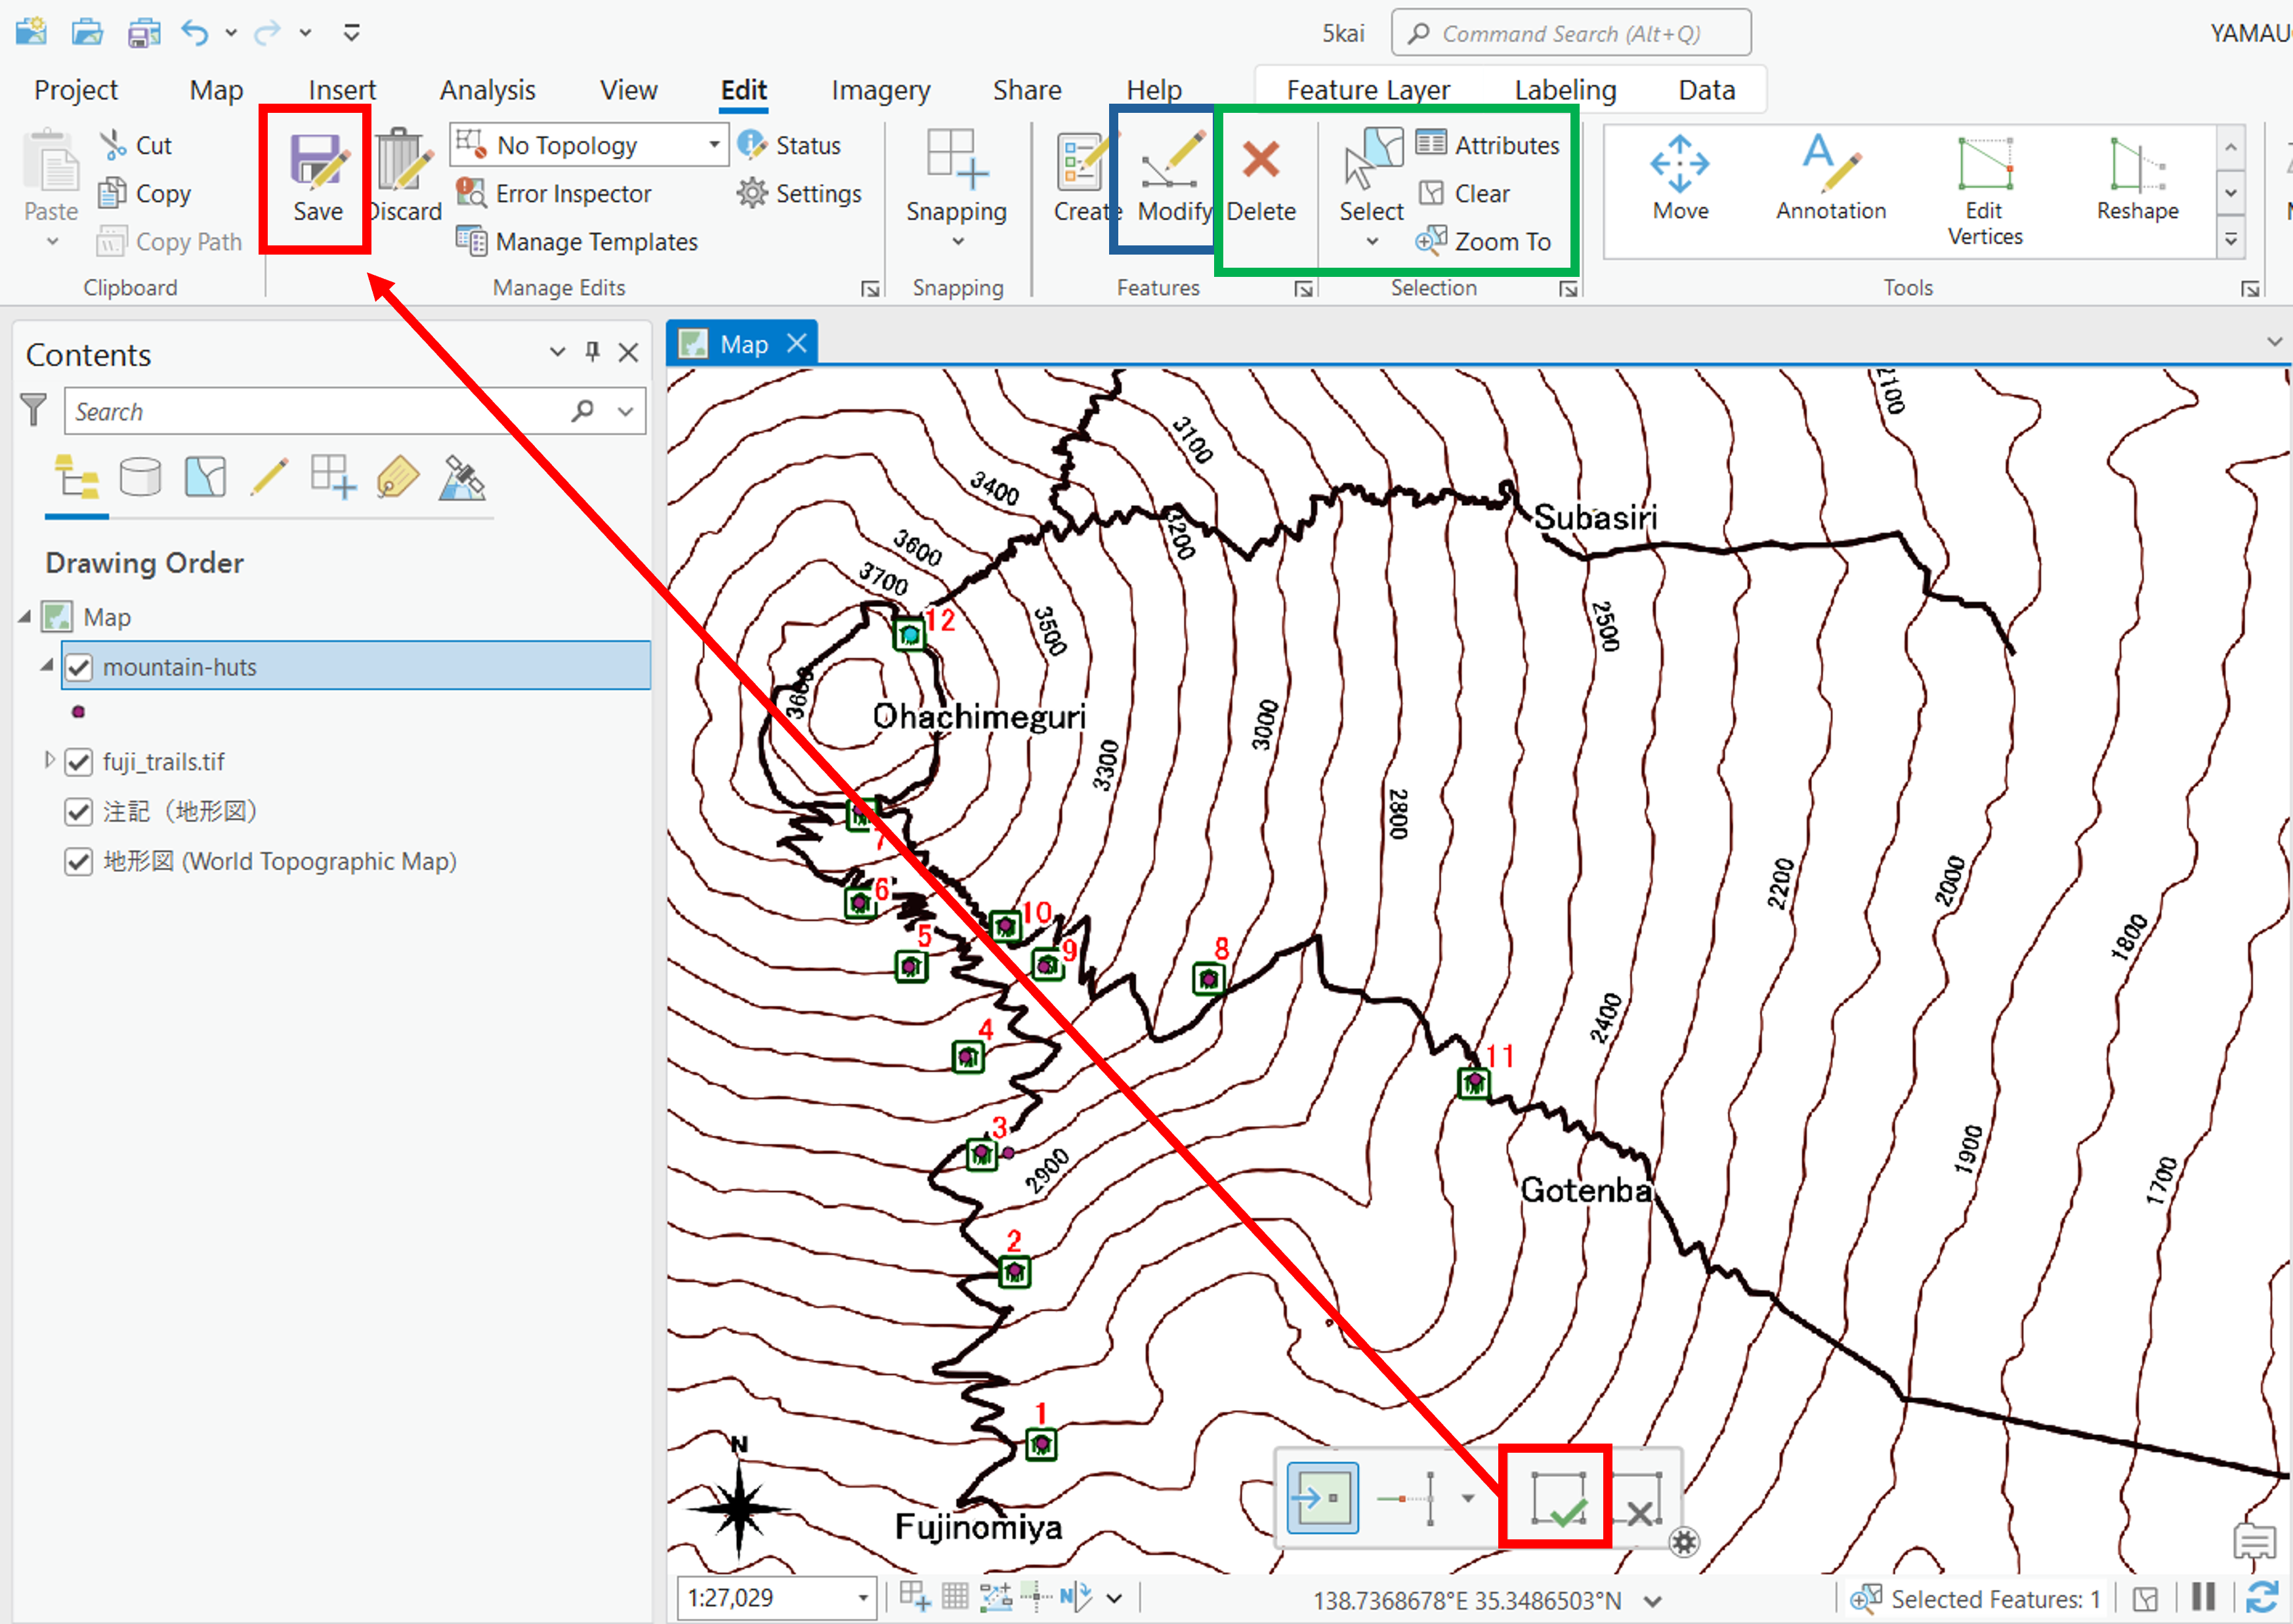 5kai
Command Search (Alt+Q)
YAMAU
Project Map Insert Analysis View Edit Imagery Share Help Feature Layer Labeling Data
Paste
Cut
Copy
Copy Path
Clipboard
Save
Discard
No Topology
Error Inspector
Manage Templates
Status
Settings
Manage Edits
Snapping
Snapping
Create
Modify
Delete
Features
Select
Attributes
Clear
Zoom To
Selection
Move
Annotation
Edit
Vertices
Reshape
Tools
Contents
Search
Drawing Order
Map
mountain-huts
fuji_trails.tif
注記（地形図）
地形図 (World Topographic Map)
Map
2100
3100
3400
3200
Subasiri
3600
3700
12
3500
2500
Ohachimeguri
3000
3300
2800
7
6
2200
2000
10
5
9
8
1800
2400
4
11
3
2900
1900
1700
Gotenba
2
1
N
Fujinomiya
1:27,029
N
138.7368678°E 35.3486503°N
Selected Features: 1